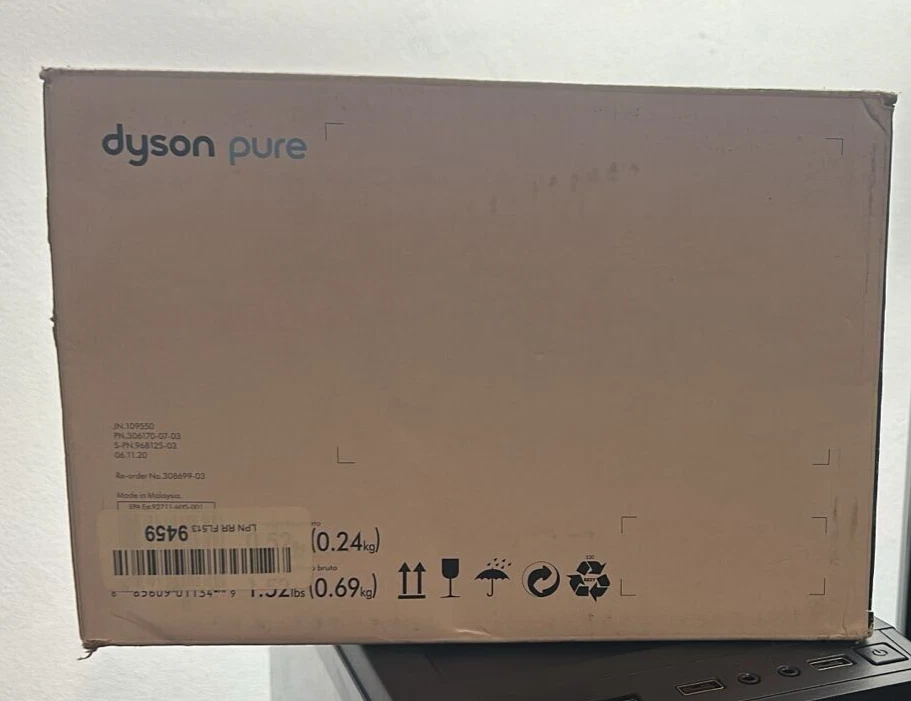 dyson pure
JN.109550
PN.306170-07-03
S-PN.968125-03
06.11.20
Re-order No.308699-03
Made in Malaysia.
LPN RR FL513 9459
(0.24kg)
bruto
1.52lbs (0.69kg)